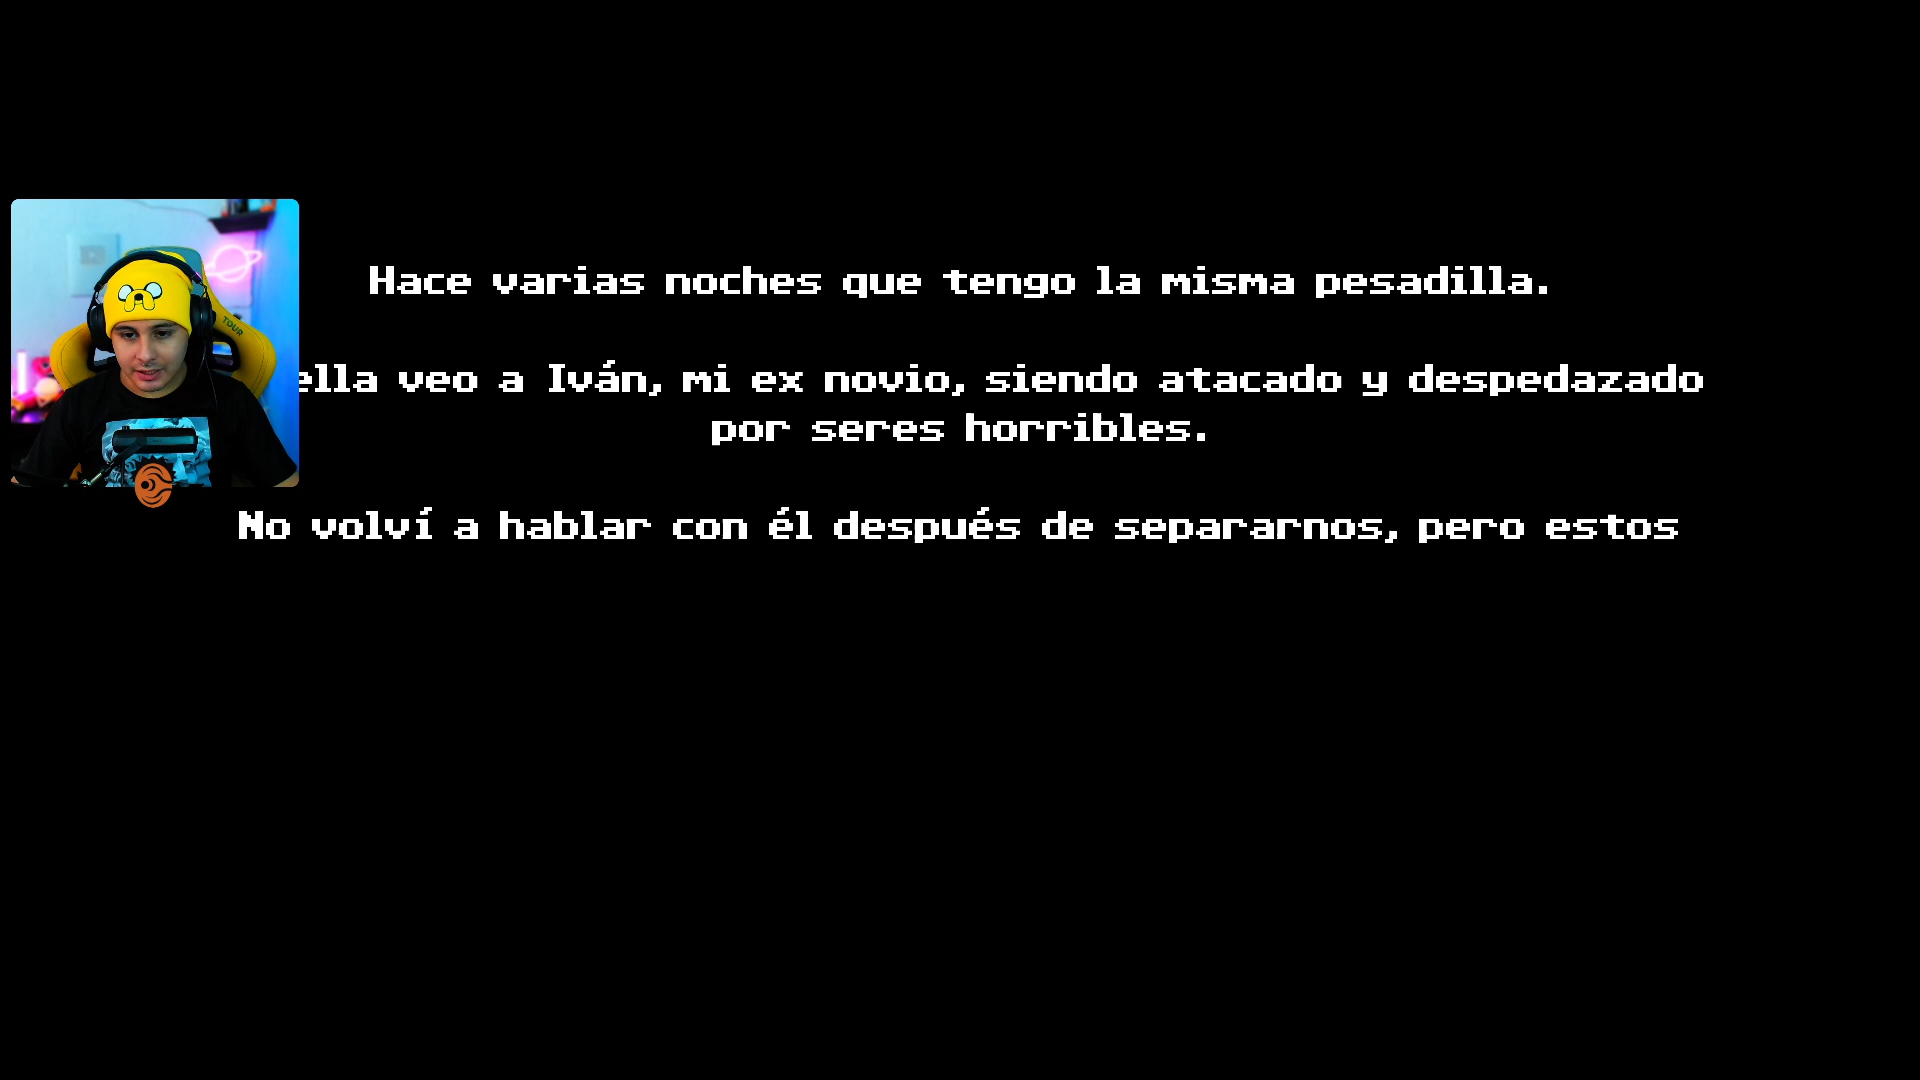 Hace varias noches que tengo la misma pesadilla.
ella veo a Iván, mi ex novio, siendo atacado y despedazado
por seres horribles.
No volví a hablar con él después de separarnos, pero estos
TOUR